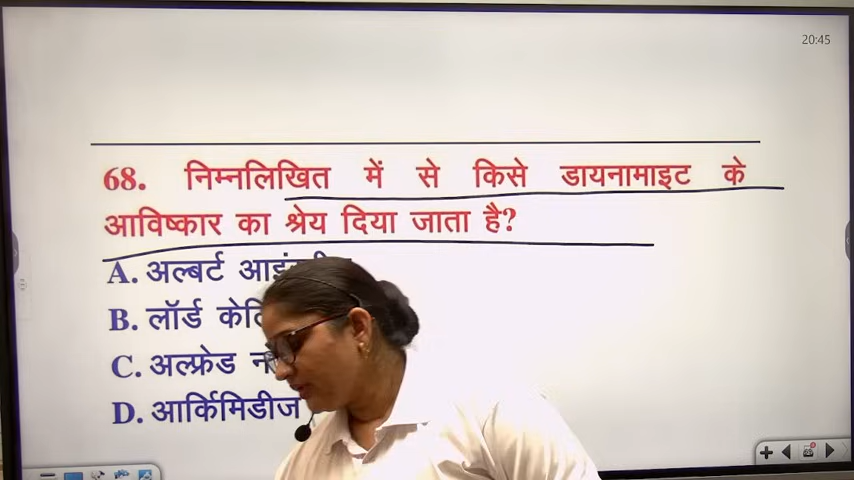 20:45
68. निम्नलिखित में से किसे डायनामाइट के
आविष्कार का श्रेय दिया जाता है?
A. अल्बर्ट
B. लॉर्ड
C. अल्फ्रेड
D. आर्किमिडीज